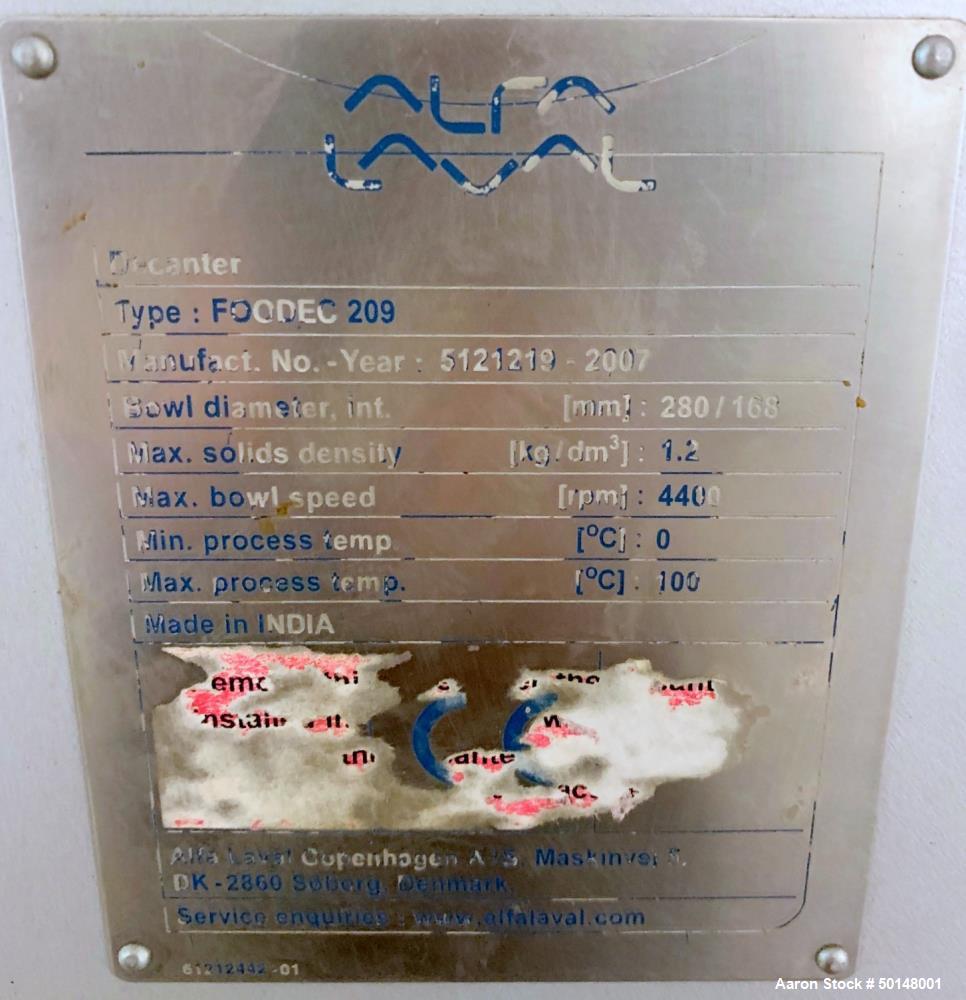 ALFA
LAVAL
Decanter
Type : FOODEC 209
Manufact. No. - Year : 5121219 - 2007
Bowl diameter, int. [mm] : 280 / 168
Max. solids density [kg/dm³] : 1.2
Max. bowl speed [rpm] : 4400
Min. process temp. [°C] : 0
Max. process temp. [°C] : 100
Made in INDIA
CE
Alfa Laval Copenhagen A/S, Maskinvej 5,
DK-2860 Søborg, Denmark
Service enquiries : www.alfalaval.com
61212442-01
Aaron Stock # 50148001